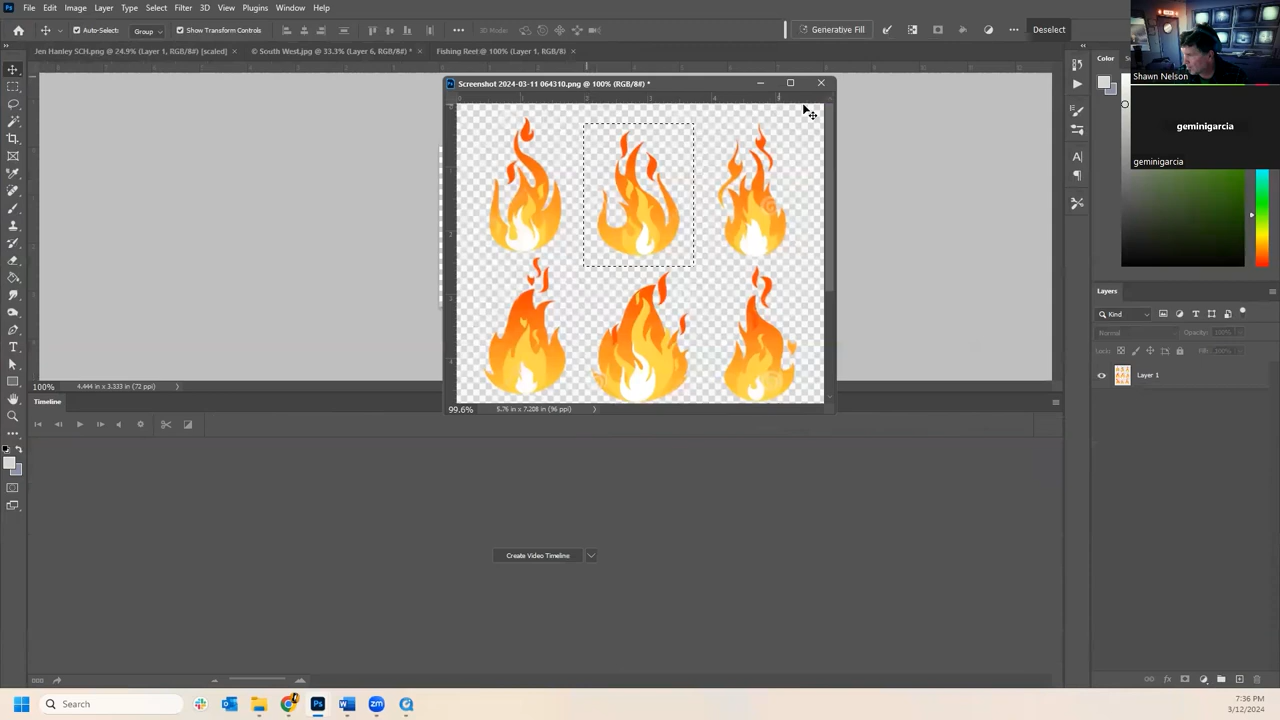 File Edit Image Layer Type Select Filter 3D View Plugins Window Help
Auto-Select: Group Show Transform Controls 3D Mode: Generative Fill Deselect
Jen Hanley SCH.png @ 24.9% (Layer 1, RGB/8#) [scaled] × © South West.jpg @ 33.3% (Layer 6, RGB/8#) * × Fishing Reet @ 100% (Layer 1, RGB/8#) ×
Screenshot 2024-03-11 064310.png @ 100% (RGB/8#) *
99.6% 5.76 in x 7.208 in (96 ppi)
100% 4.444 in x 3.333 in (72 ppi)
Timeline
Create Video Timeline
Shawn Nelson
geminigarcia
geminigarcia
Color
Layers
Kind
Normal Opacity: 100%
Lock: Fill: 100%
Layer 1
Search
7:36 PM
3/12/2024